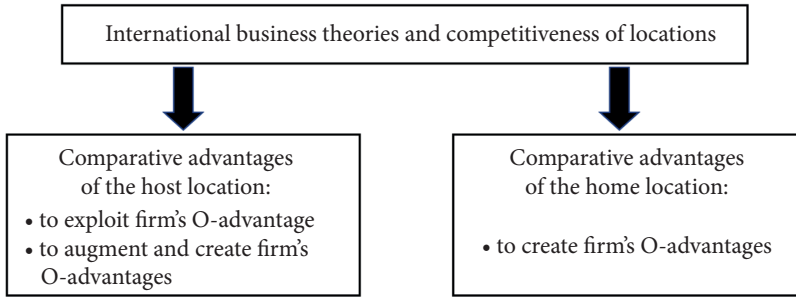 International business theories and competitiveness of locations
Comparative advantages
of the host location:
• to exploit firm's O-advantage
• to augment and create firm's
O-advantages
Comparative advantages
of the home location:
• to create firm's O-advantages